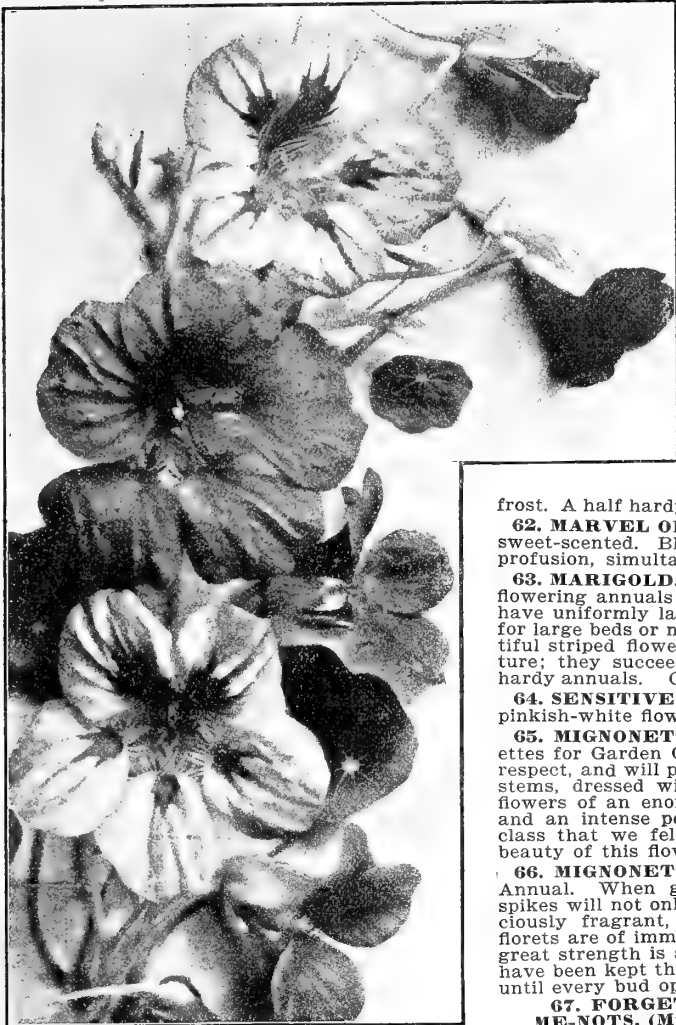 frost. A half hardy
62. MARVEL O
sweet-scented. Bl
profusion, simulta
63. MARIGOLD.
flowering annuals
have uniformly la
for large beds or
tiful striped flowe
ture; they succee
hardy annuals.
64. SENSITIVE
pinkish-white flow
65. MIGNONET
ettes for Garden
respect, and will p
stems, dressed wi
flowers of an enor
and an intense pe
class that we fel
beauty of this flow
66. MIGNONET
Annual. When g
spikes will not onl
ciously fragrant,
florets are of imm
great strength is a
have been kept th
until every bud op
67. FORGET
ME-NOTS. (M